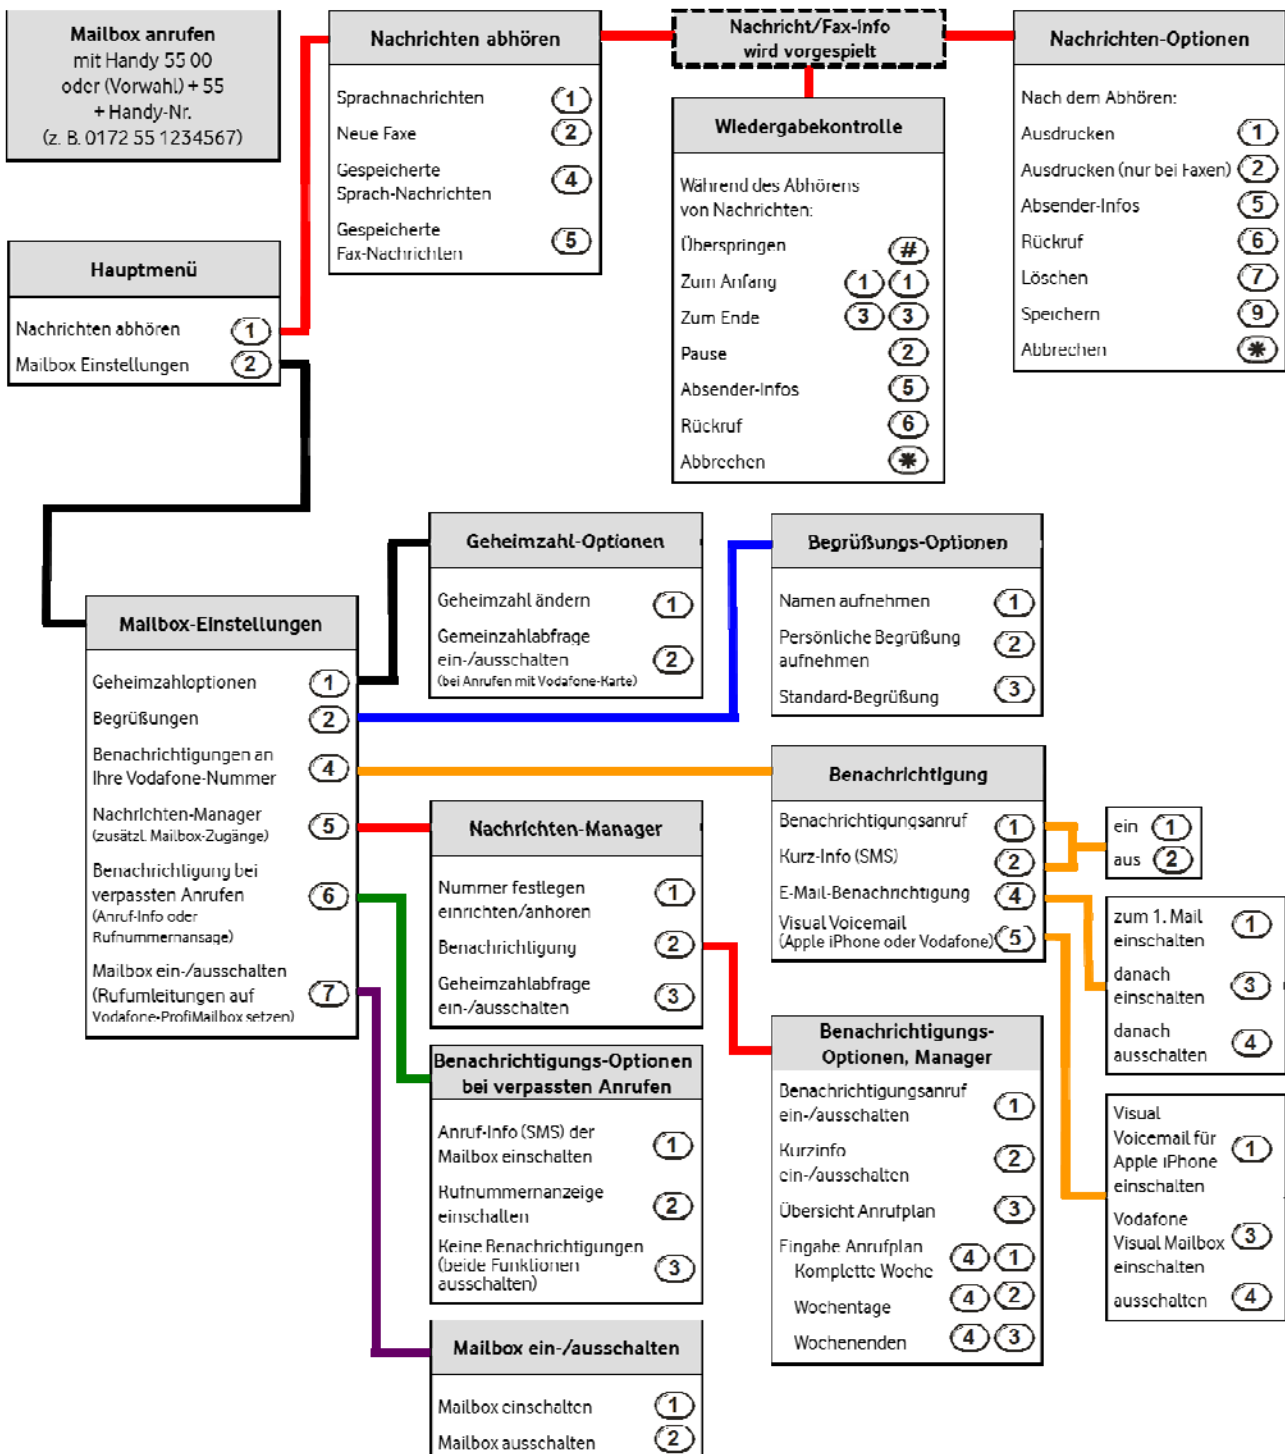 Mailbox anrufen
mit Handy 55 00
oder (Vorwahl) + 55
+ Handy-Nr.
(z. B. 0172 55 1234567)
Hauptmenü
Nachrichten abhören 1
Mailbox Einstellungen 2
Nachrichten abhören
Sprachnachrichten 1
Neue Faxe 2
Gespeicherte
Sprach-Nachrichten 4
Gespeicherte
Fax-Nachrichten 5
Nachricht/Fax-Info
wird vorgespielt
Wiedergabekontrolle
Während des Abhörens
von Nachrichten:
Überspringen #
Zum Anfang 1 1
Zum Ende 3 3
Pause 2
Absender-Infos 5
Rückruf 6
Abbrechen *
Nachrichten-Optionen
Nach dem Abhören:
Ausdrucken 1
Ausdrucken (nur bei Faxen) 2
Absender-Infos 5
Rückruf 6
Löschen 7
Speichern 9
Abbrechen *
Mailbox-Einstellungen
Geheimzahloptionen 1
Begrüßungen 2
Benachrichtigungen an
Ihre Vodafone-Nummer 4
Nachrichten-Manager
(zusätzl. Mailbox-Zugänge) 5
Benachrichtigung bei
verpassten Anrufen 6
(Anruf-Info oder
Rufnummernansage)
Mailbox ein-/ausschalten
(Rufumleitungen auf 7
Vodafone-ProfiMailbox setzen)
Geheimzahl-Optionen
Geheimzahl ändern 1
Gemeinzahlabfrage
ein-/ausschalten 2
(bei Anrufen mit Vodafone-Karte)
Begrüßungs-Optionen
Namen aufnehmen 1
Persönliche Begrüßung
aufnehmen 2
Standard-Begrüßung 3
Nachrichten-Manager
Nummer festlegen
einrichten/anhören 1
Benachrichtigung 2
Geheimzahlabfrage
ein-/ausschalten 3
Benachrichtigung
Benachrichtigungsanruf 1
Kurz-Info (SMS) 2
E-Mail-Benachrichtigung 4
Visual Voicemail
(Apple iPhone oder Vodafone) 5
ein 1
aus 2
zum 1. Mail
einschalten 1
danach
einschalten 3
danach
ausschalten 4
Visual
Voicemail für
Apple iPhone 1
einschalten
Vodafone
Visual Mailbox 3
einschalten
ausschalten 4
Benachrichtigungs-Optionen
bei verpassten Anrufen
Anruf-Info (SMS) der
Mailbox einschalten 1
Rufnummernanzeige
einschalten 2
Keine Benachrichtigungen
(beide Funktionen 3
ausschalten)
Benachrichtigungs-
Optionen, Manager
Benachrichtigungsanruf
ein-/ausschalten 1
Kurzinfo
ein-/ausschalten 2
Übersicht Anrufplan 3
Eingabe Anrufplan
Komplette Woche 4 1
Wochentage 4 2
Wochenenden 4 3
Mailbox ein-/ausschalten
Mailbox einschalten 1
Mailbox ausschalten 2